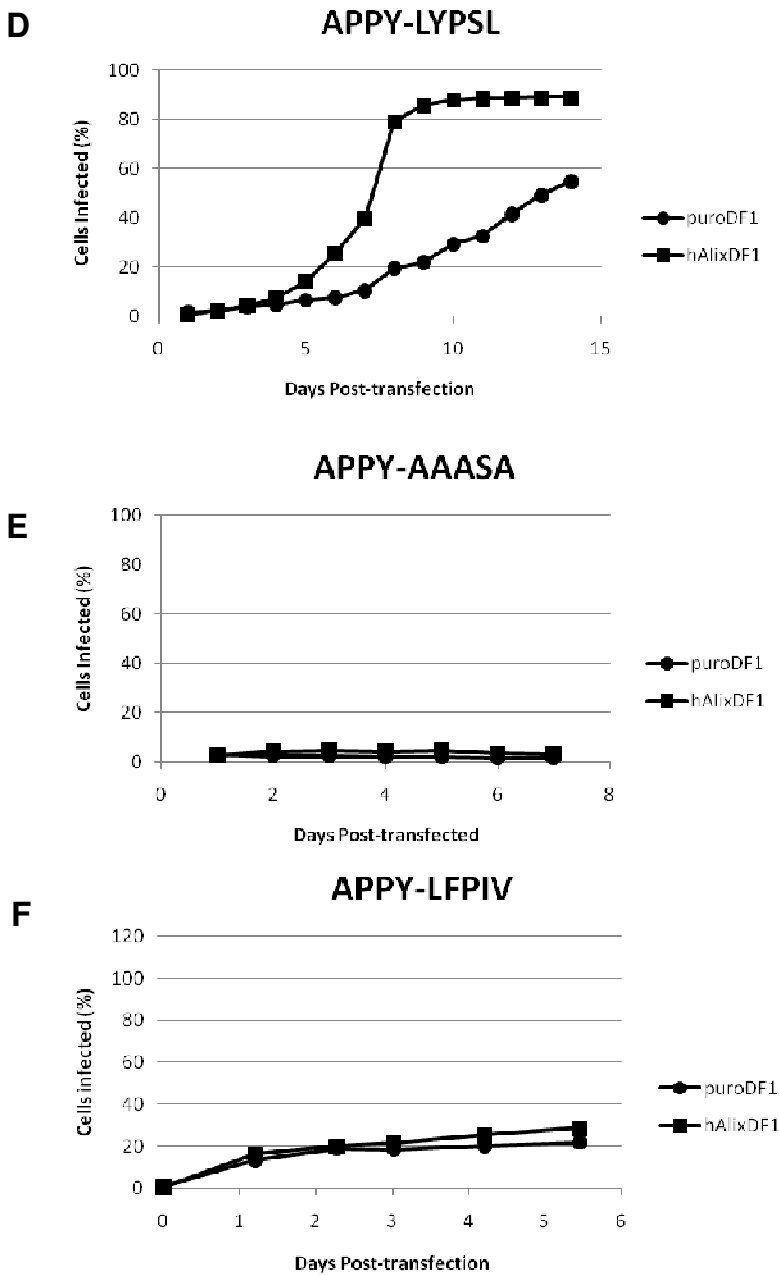 D
APPY-LYPSL
100
80
60
40
20
0
0 5 10 15
Cells Infected (%)
Days Post-transfection
puroDF1
hAlixDF1
E
APPY-AAASA
100
80
60
40
20
0
0 2 4 6 8
Cells Infected (%)
Days Post-transfected
puroDF1
hAlixDF1
F
APPY-LFPIV
120
100
80
60
40
20
0
0 1 2 3 4 5 6
Cells infected (%)
Days Post-transfection
puroDF1
hAlixDF1